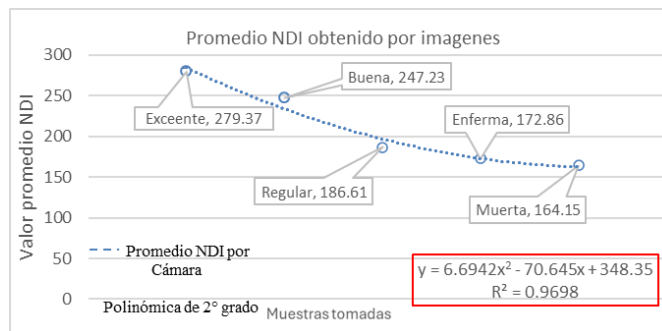 Promedio NDI obtenido por imagenes
Valor promedio NDI
300
250
200
150
100
50
0
Exceente, 279.37
Buena, 247.23
Regular, 186.61
Enferma, 172.86
Muerta, 164.15
Promedio NDI por
Cámara
Polinómica de 2° grado
Muestras tomadas
y = 6.6942x² - 70.645x + 348.35
R² = 0.9698